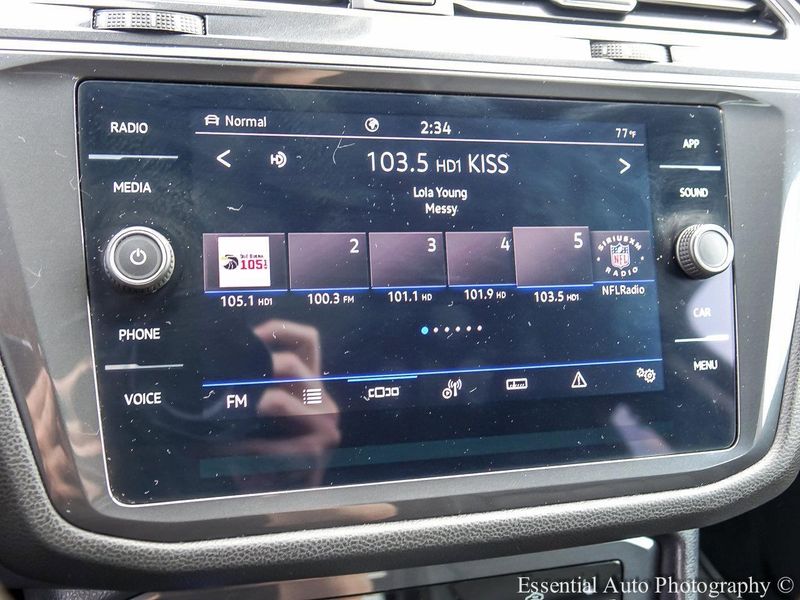 RADIO
MEDIA
PHONE
VOICE
Normal
2:34
77°F
103.5 HD1 KISS
Lola Young
Messy
105.1
2
3
4
5
SIRIUSXM
NFL
RADIO
105.1 HD1
100.3 FM
101.1 HD
101.9 HD
103.5 HD1
NFLRadio
FM
APP
SOUND
CAR
MENU
Essential Auto Photography ©